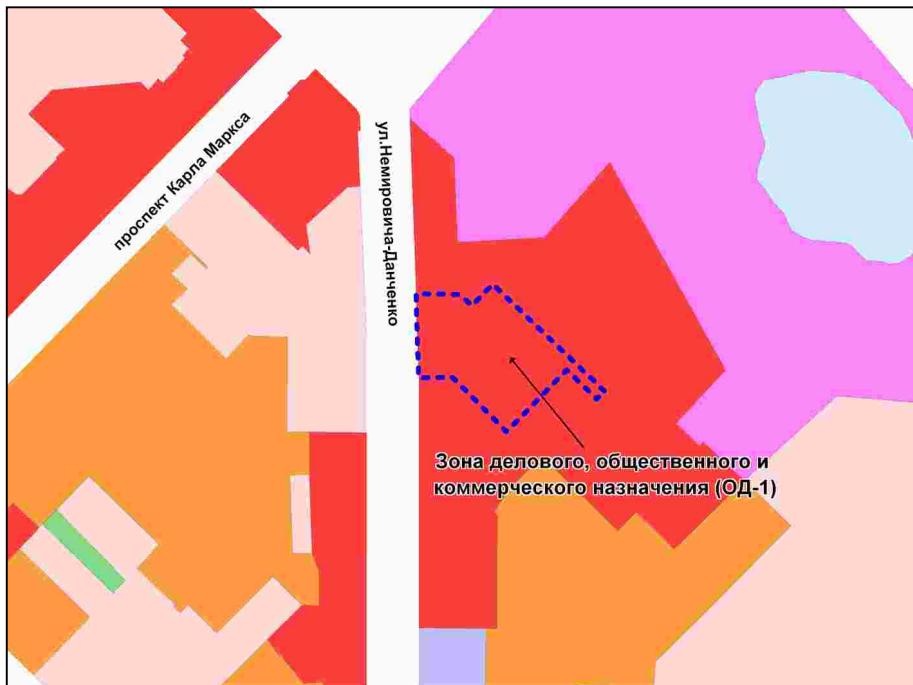 проспект Карла Маркса
ул.Немировича-Данченко
Зона делового, общественного и
коммерческого назначения (ОД-1)